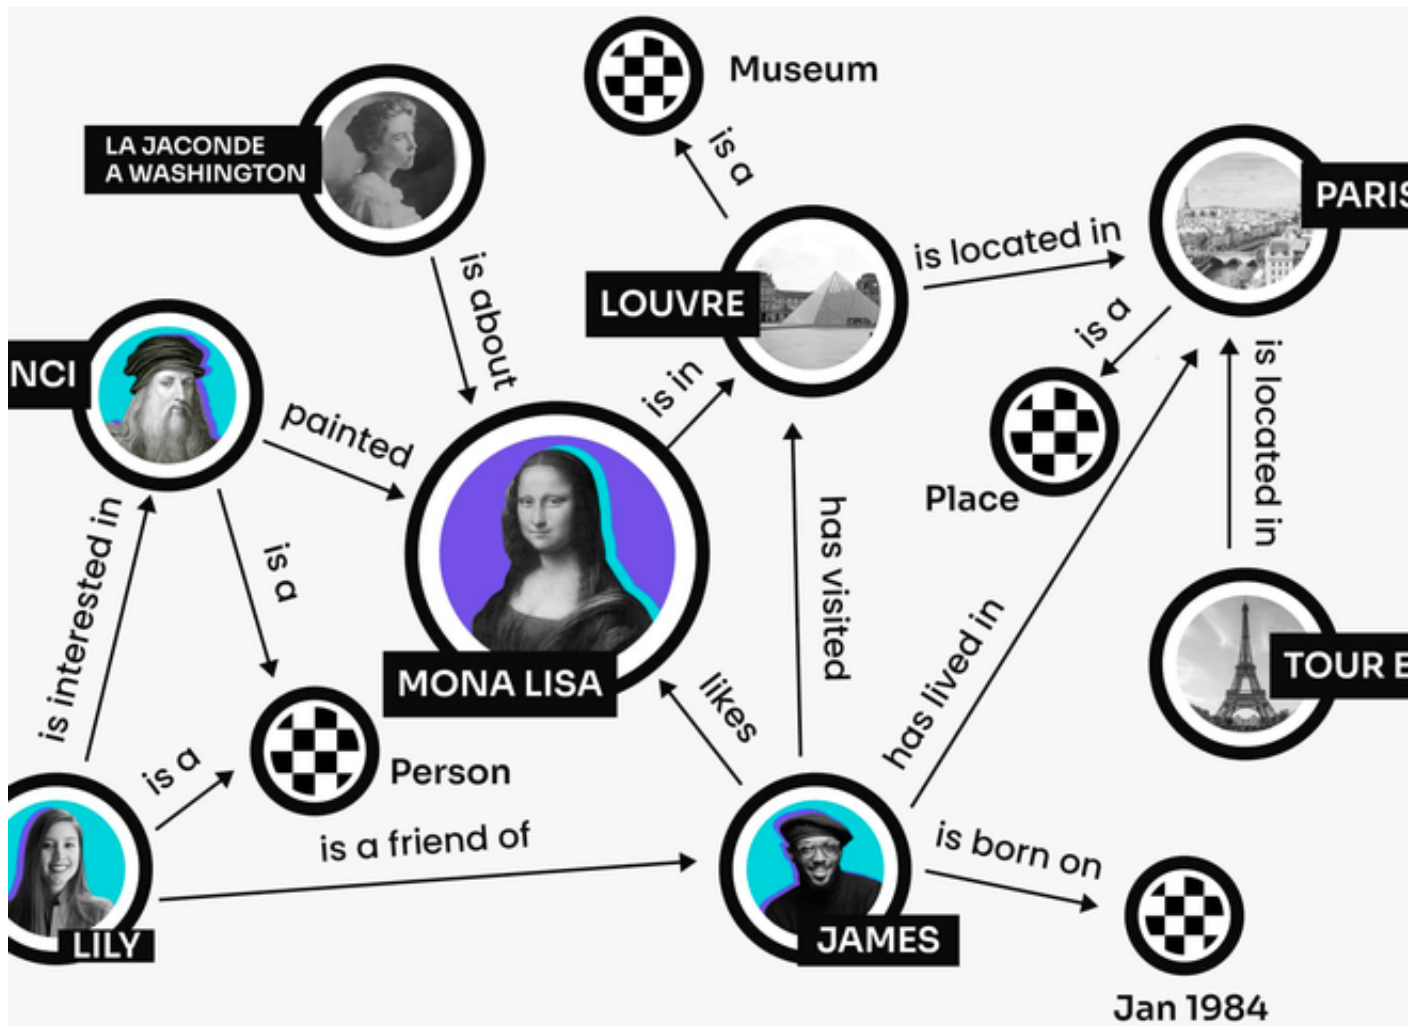 Museum
is a
LA JACONDE
A WASHINGTON
PARIS
is located in
is about
LOUVRE
is a
is in
NCI
painted
is located in
Place
has visited
is interested in
is a
has lived in
TOUR E
MONA LISA
likes
is a
Person
is a friend of
is born on
LILY
JAMES
Jan 1984